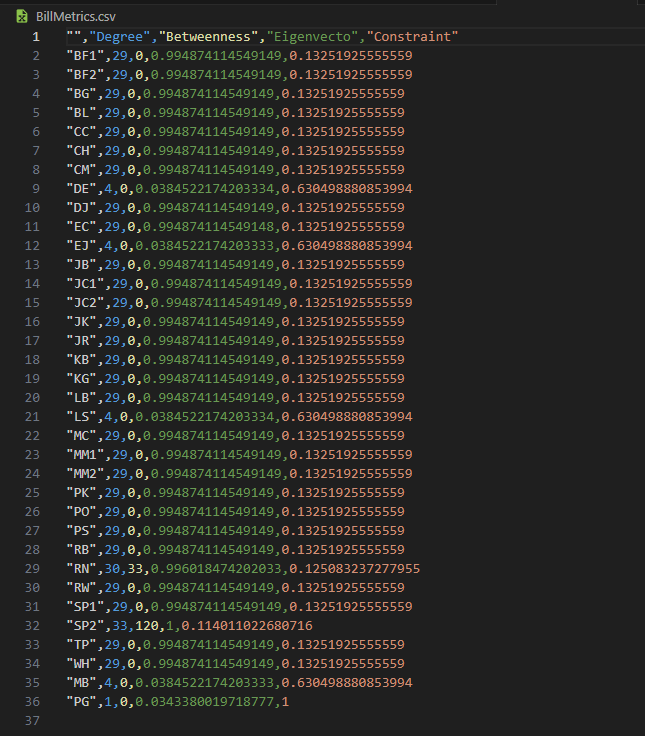 BillMetrics.csv
1 "","Degree","Betweenness","Eigenvecto","Constraint"
2 "BF1",29,0,0.994874114549149,0.13251925555559
3 "BF2",29,0,0.994874114549149,0.13251925555559
4 "BG",29,0,0.994874114549149,0.13251925555559
5 "BL",29,0,0.994874114549149,0.13251925555559
6 "CC",29,0,0.994874114549149,0.13251925555559
7 "CH",29,0,0.994874114549149,0.13251925555559
8 "CM",29,0,0.994874114549149,0.13251925555559
9 "DE",4,0,0.0384522174203334,0.630498880853994
10 "DJ",29,0,0.994874114549149,0.13251925555559
11 "EC",29,0,0.994874114549148,0.13251925555559
12 "EJ",4,0,0.0384522174203333,0.630498880853994
13 "JB",29,0,0.994874114549149,0.13251925555559
14 "JC1",29,0,0.994874114549149,0.13251925555559
15 "JC2",29,0,0.994874114549149,0.13251925555559
16 "JK",29,0,0.994874114549149,0.13251925555559
17 "JR",29,0,0.994874114549149,0.13251925555559
18 "KB",29,0,0.994874114549149,0.13251925555559
19 "KG",29,0,0.994874114549149,0.13251925555559
20 "LB",29,0,0.994874114549149,0.13251925555559
21 "LS",4,0,0.0384522174203334,0.630498880853994
22 "MC",29,0,0.994874114549149,0.13251925555559
23 "MM1",29,0,0.994874114549149,0.13251925555559
24 "MM2",29,0,0.994874114549149,0.13251925555559
25 "PK",29,0,0.994874114549149,0.13251925555559
26 "PO",29,0,0.994874114549149,0.13251925555559
27 "PS",29,0,0.994874114549149,0.13251925555559
28 "RB",29,0,0.994874114549149,0.13251925555559
29 "RN",30,33,0.996018474202033,0.125083237277955
30 "RW",29,0,0.994874114549149,0.13251925555559
31 "SP1",29,0,0.994874114549149,0.13251925555559
32 "SP2",33,120,1,0.114011022680716
33 "TP",29,0,0.994874114549149,0.13251925555559
34 "WH",29,0,0.994874114549149,0.13251925555559
35 "MB",4,0,0.0384522174203333,0.630498880853994
36 "PG",1,0,0.0343380019718777,1
37